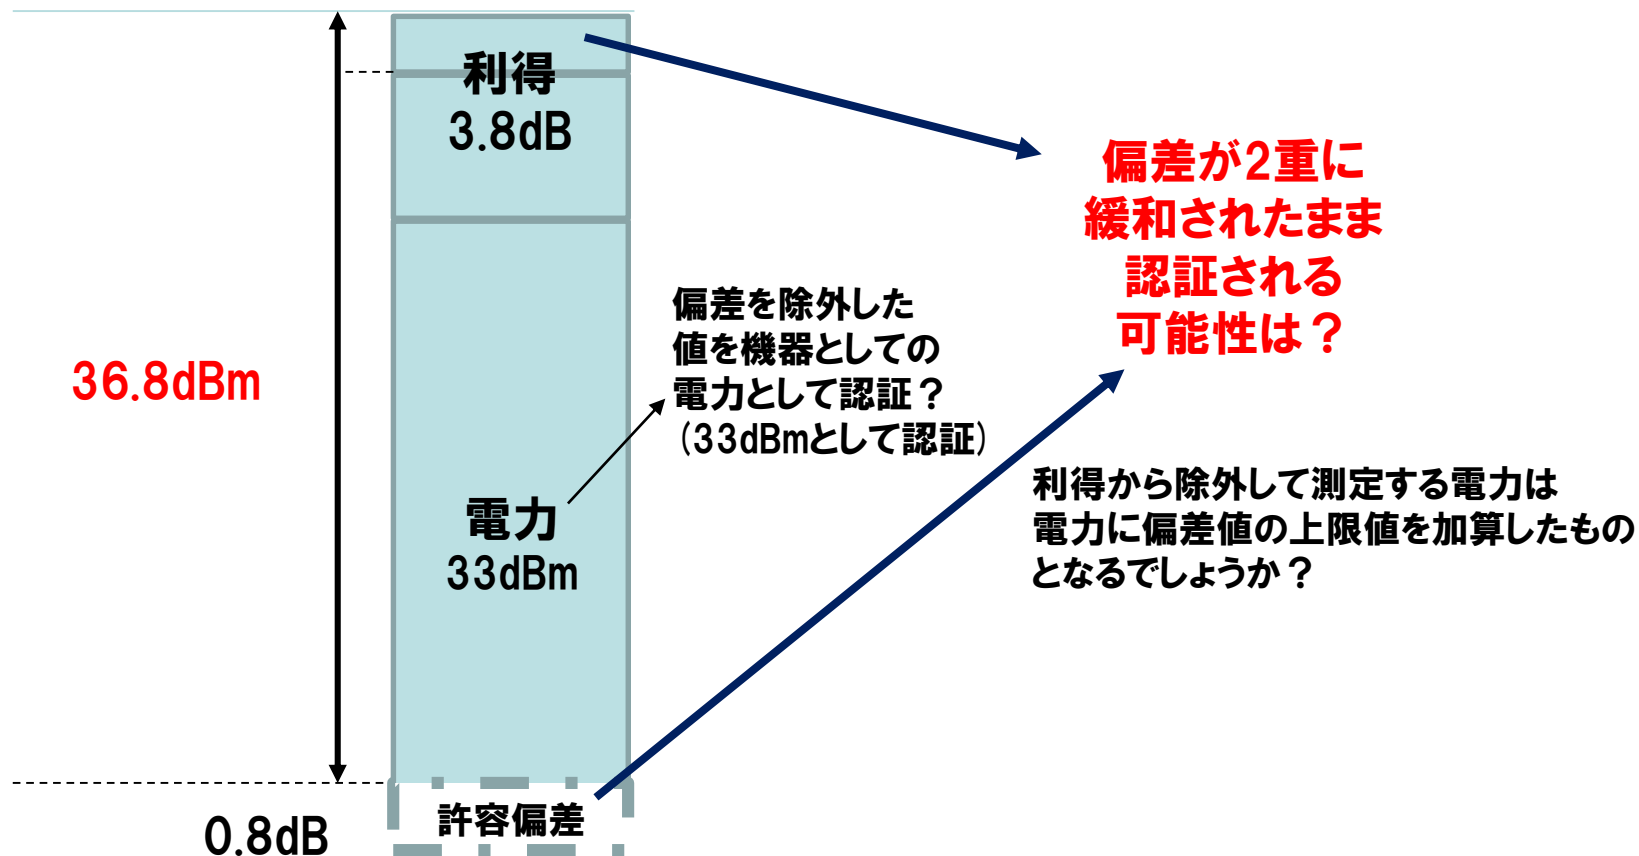 利得
3.8dB
偏差が2重に
緩和されたまま
認証される
可能性は？
偏差を除外した
値を機器としての
電力として認証？
(33dBmとして認証)
36.8dBm
電力
33dBm
利得から除外して測定する電力は
電力に偏差値の上限値を加算したもの
となるでしょうか？
許容偏差
0.8dB